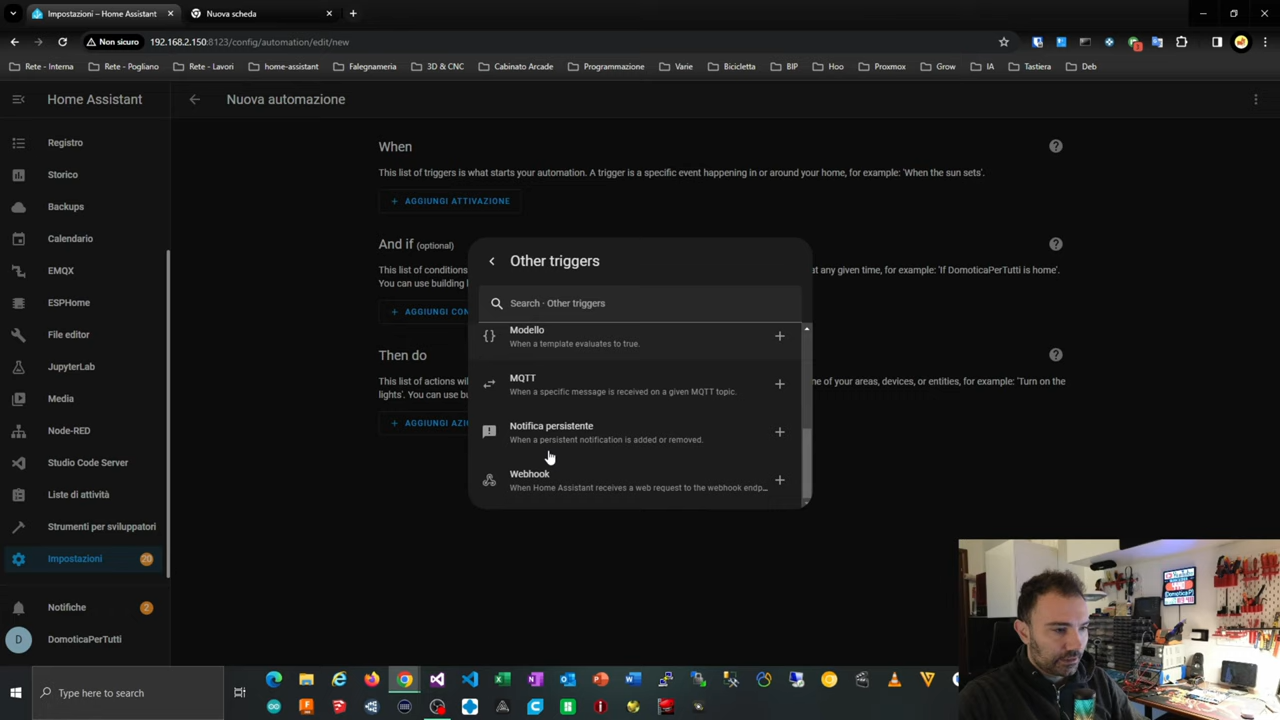 Impostazioni – Home Assistant
Nuova scheda
Non sicuro
192.168.2.150:8123/config/automation/edit/new
Rete - Interna
Rete - Pogliano
Rete - Lavori
home-assistant
Falegnameria
3D & CNC
Cabinato Arcade
Programmazione
Varie
Bicicletta
BIP
Hoo
Proxmox
Grow
IA
Tastiera
Deb
Home Assistant
Nuova automazione
Registro
Storico
Backups
Calendario
EMQX
ESPHome
File editor
JupyterLab
Media
Node-RED
Studio Code Server
Liste di attività
Strumenti per sviluppatori
Impostazioni
20
Notifiche
2
D
DomoticaPerTutti
When
This list of triggers is what starts your automation. A trigger is a specific event happening in or around your home, for example: 'When the sun sets'.
AGGIUNGI ATTIVAZIONE
And if (optional)
This list of conditions
at any given time, for example: 'If DomoticaPerTutti is home'.
You can use building
AGGIUNGI CON
Then do
This list of actions wil
ne of your areas, devices, or entities, for example: 'Turn on the
lights'. You can use bu
AGGIUNGI AZI
Other triggers
Search · Other triggers
Modello
When a template evaluates to true.
MQTT
When a specific message is received on a given MQTT topic.
Notifica persistente
When a persistent notification is added or removed.
Webhook
When Home Assistant receives a web request to the webhook endp...
Type here to search